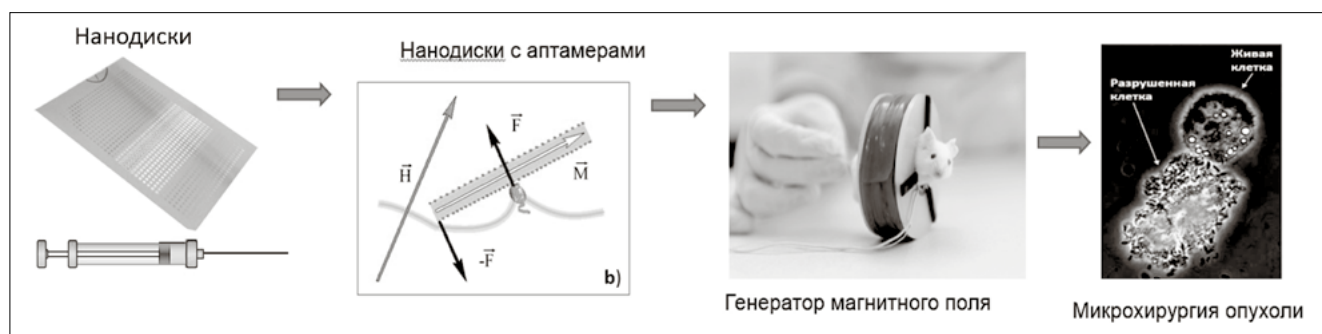 Нанодиски
Нанодиски с аптамерами
H
F
M
-F
b)
Генератор магнитного поля
Живая
клетка
Разрушенная
клетка
Микрохирургия опухоли